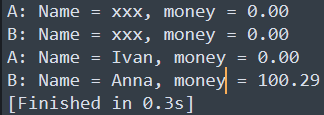 A: Name = xxx, money = 0.00
B: Name = xxx, money = 0.00
A: Name = Ivan, money = 0.00
B: Name = Anna, money = 100.29
[Finished in 0.3s]